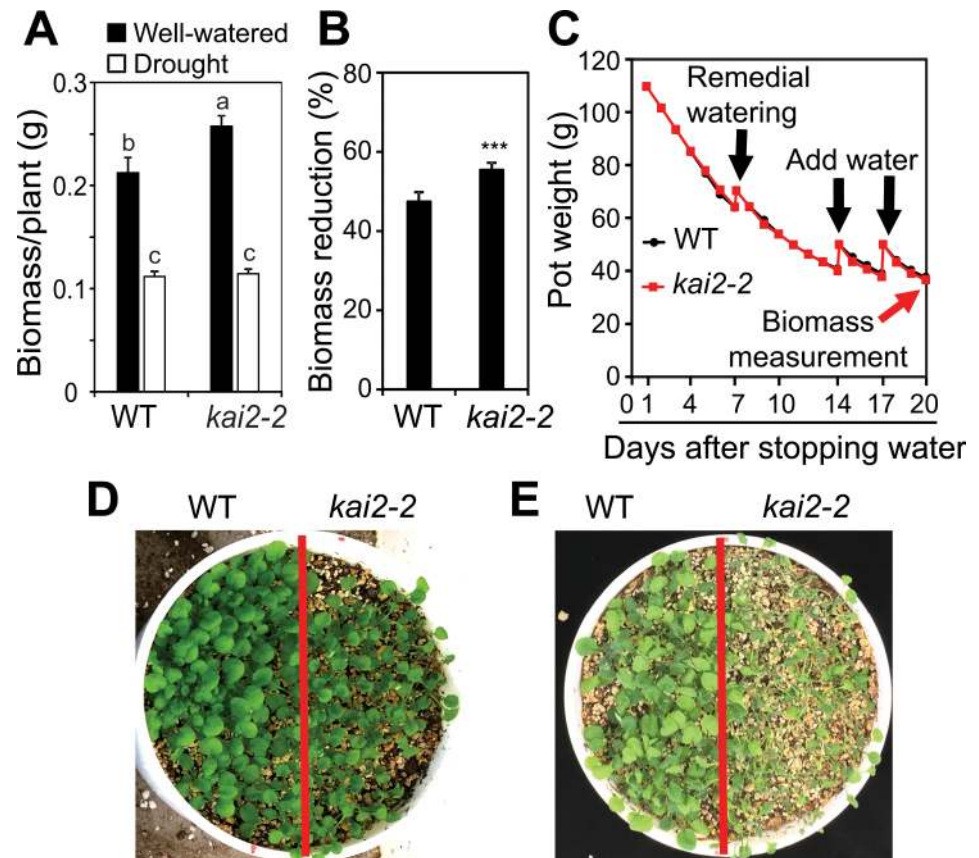 A
Well-watered
Drought
Biomass/plant (g)
0.3
0.2
0.1
0
b
c
a
c
WT
kai2-2
B
Biomass reduction (%)
80
60
40
20
0
***
WT
kai2-2
C
Pot weight (g)
120
100
80
60
40
20
0
Remedial
watering
Add water
WT
kai2-2
Biomass
measurement
0 1 4 7 10 14 17 20
Days after stopping water
D
WT
kai2-2
E
WT
kai2-2